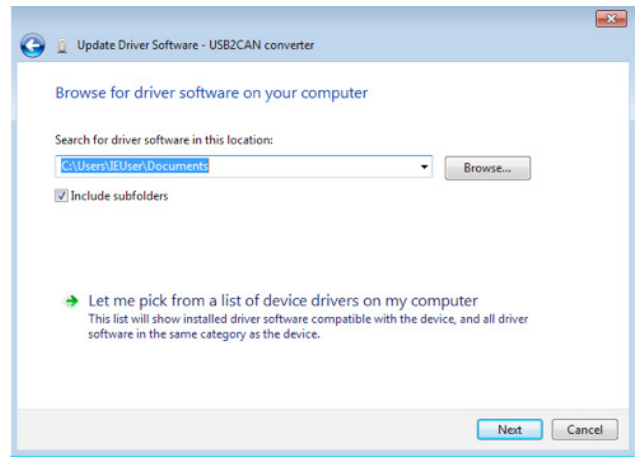 Update Driver Software - USB2CAN converter
Browse for driver software on your computer
Search for driver software in this location:
C:\Users\IEUser\Documents
Browse...
Include subfolders
Let me pick from a list of device drivers on my computer
This list will show installed driver software compatible with the device, and all driver
software in the same category as the device.
Next
Cancel